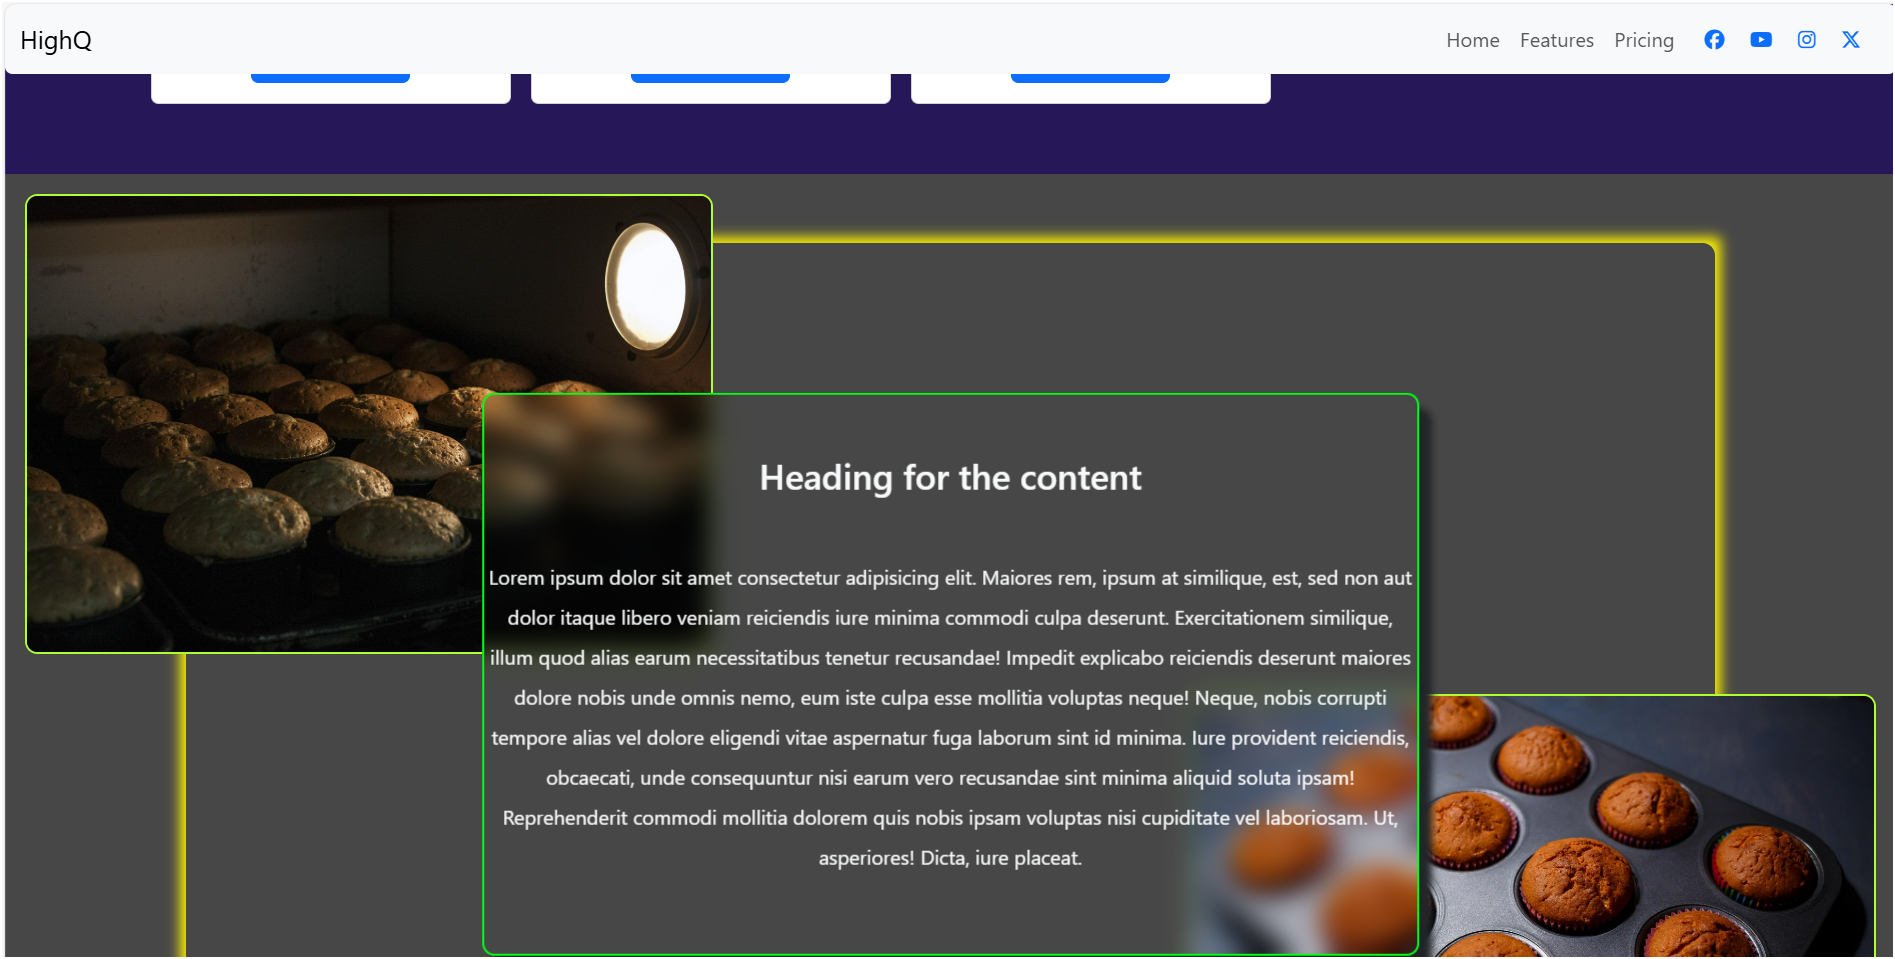 HighQ
Home Features Pricing
Heading for the content
Lorem ipsum dolor sit amet consectetur adipisicing elit. Maiores rem, ipsum at similique, est, sed non aut
dolor itaque libero veniam reiciendis iure minima commodi culpa deserunt. Exercitationem similique,
illum quod alias earum necessitatibus tenetur recusandae! Impedit explicabo reiciendis deserunt maiores
dolore nobis unde omnis nemo, eum iste culpa esse mollitia voluptas neque! Neque, nobis corrupti
tempore alias vel dolore eligendi vitae aspernatur fuga laborum sint id minima. Iure provident reiciendis,
obcaecati, unde consequuntur nisi earum vero recusandae sint minima aliquid soluta ipsam!
Reprehenderit commodi mollitia dolorem quis nobis ipsam voluptas nisi cupiditate vel laboriosam. Ut,
asperiores! Dicta, iure placeat.